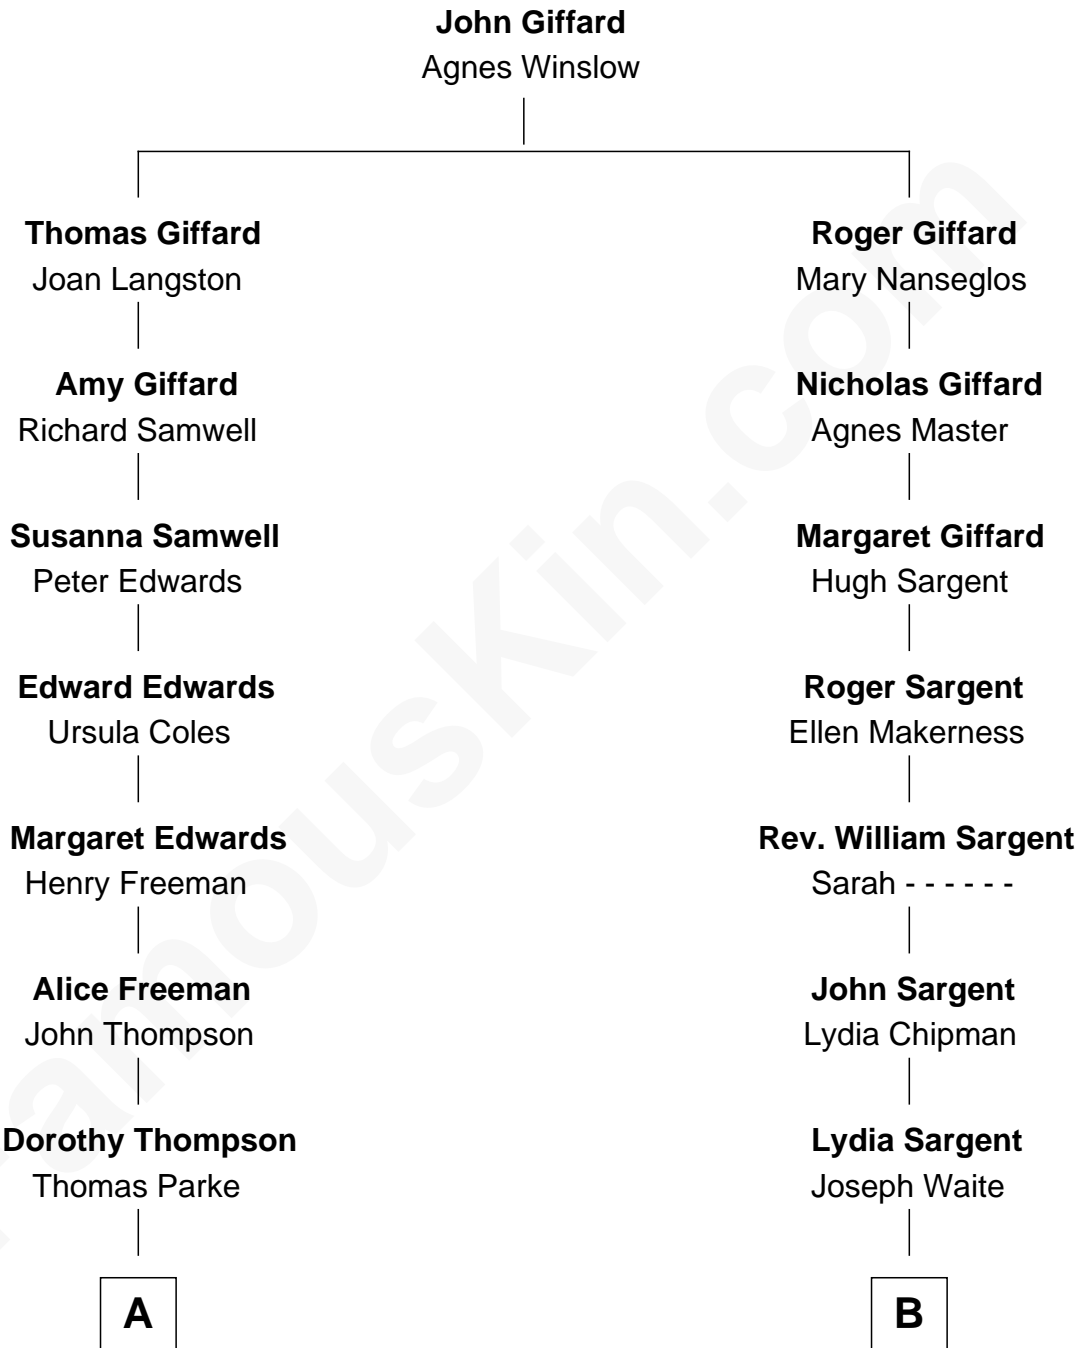 John Giffard
Agnes Winslow
Thomas Giffard
Joan Langston
Amy Giffard
Richard Samwell
Susanna Samwell
Peter Edwards
Edward Edwards
Ursula Coles
Margaret Edwards
Henry Freeman
Alice Freeman
John Thompson
Dorothy Thompson
Thomas Parke
A
Roger Giffard
Mary Nanseglos
Nicholas Giffard
Agnes Master
Margaret Giffard
Hugh Sargent
Roger Sargent
Ellen Makerness
Rev. William Sargent
Sarah - - - - - -
John Sargent
Lydia Chipman
Lydia Sargent
Joseph Waite
B
FamousKin.com